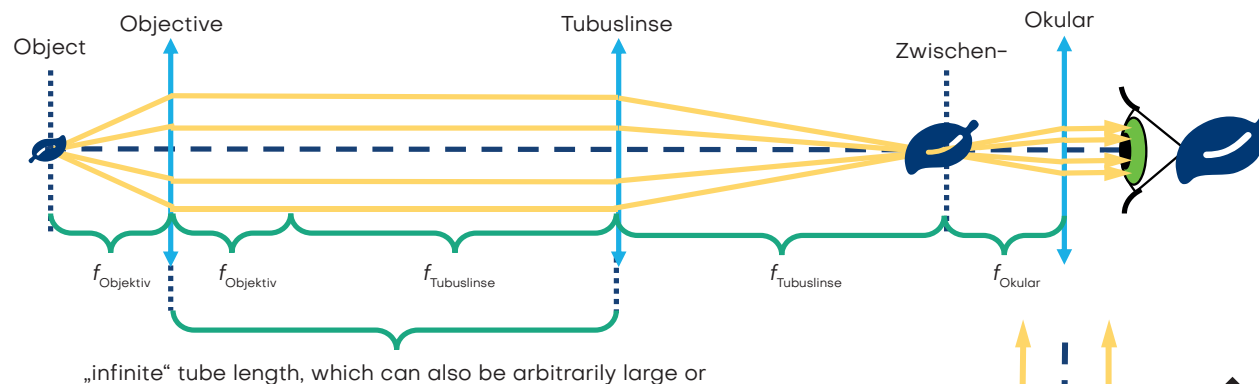 Object
Objective
Tubuslinse
Zwischen-
Okular
fObjektiv
fObjektiv
fTubuslinse
fTubuslinse
fOkular
„infinite“ tube length, which can also be arbitrarily large or